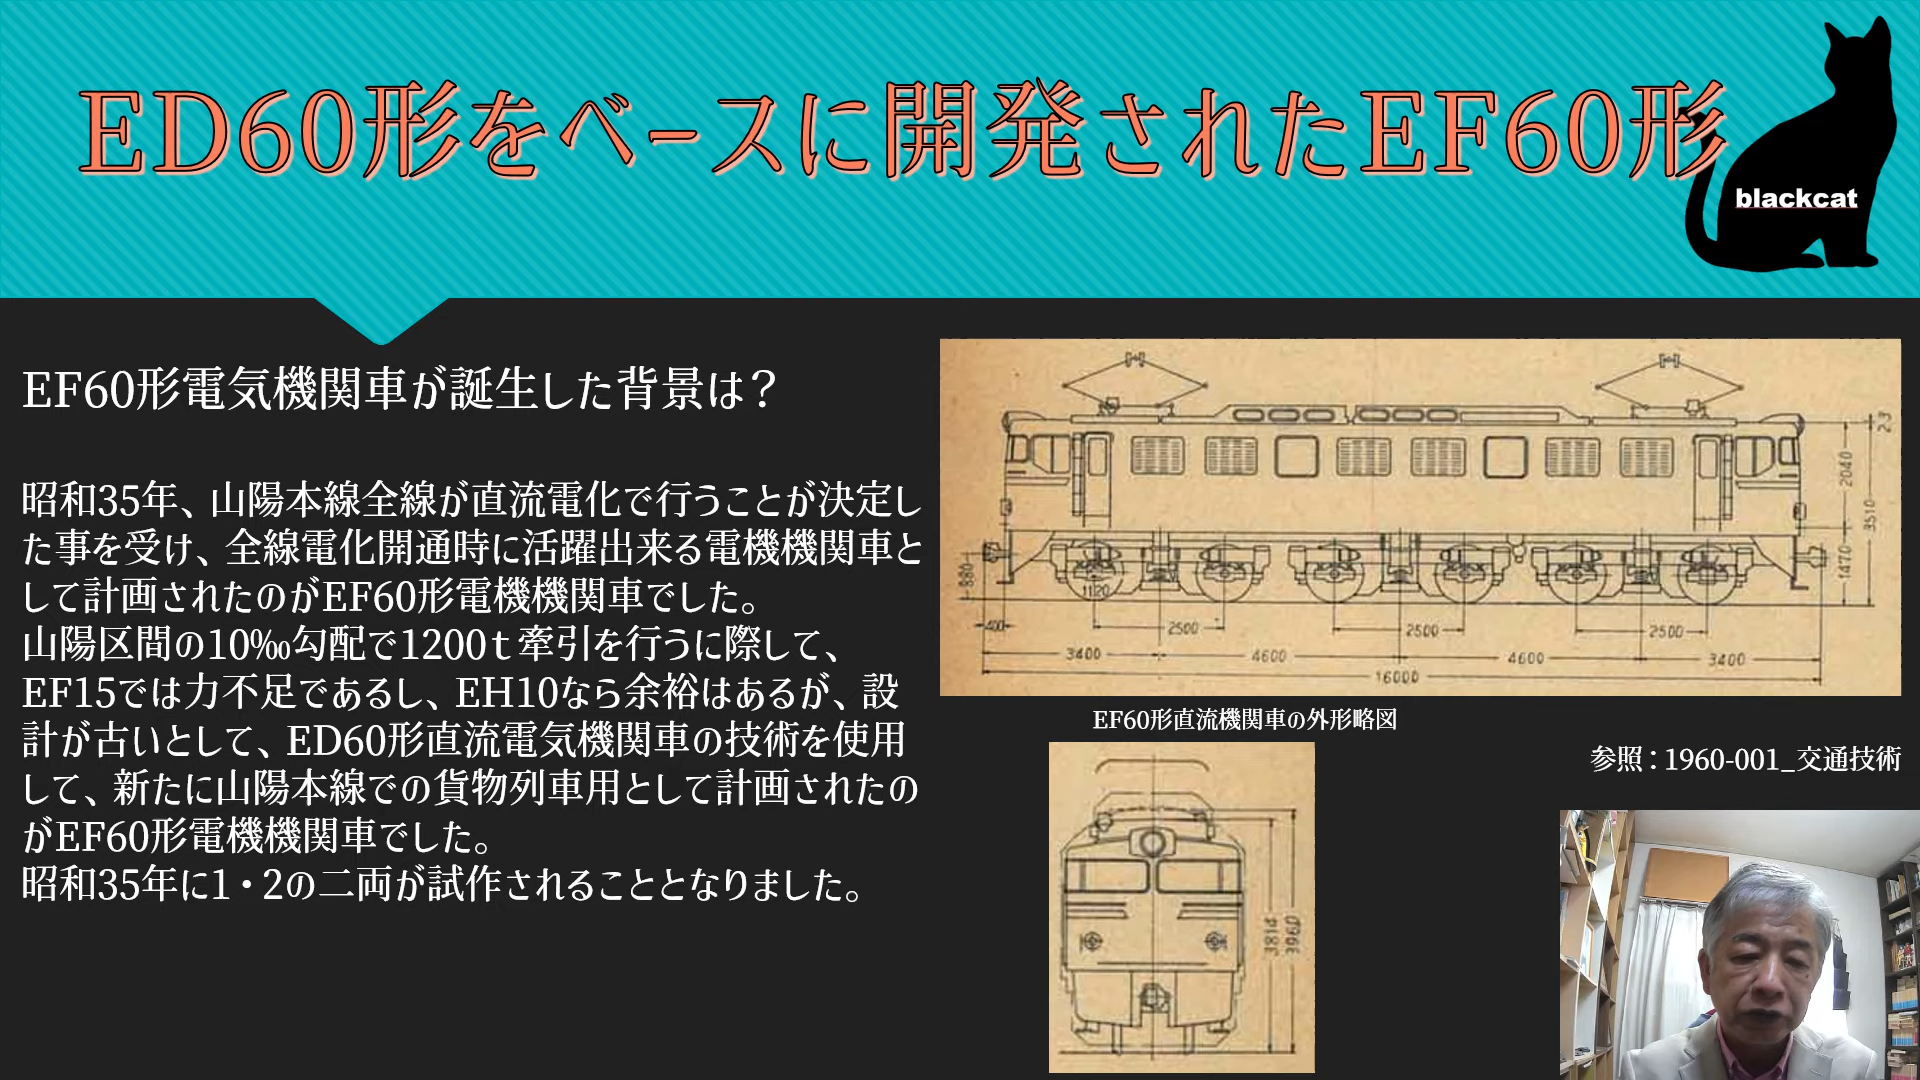 ED60形をベースに開発されたEF60形
blackcat
EF60形電気機関車が誕生した背景は？
昭和35年、山陽本線全線が直流電化で行うことが決定し
た事を受け、全線電化開通時に活躍出来る電機機関車と
して計画されたのがEF60形電機機関車でした。
山陽区間の10‰勾配で1200ｔ牽引を行うに際して、
EF15では力不足であるし、EH10なら余裕はあるが、設
計が古いとして、ED60形直流電気機関車の技術を使用
して、新たに山陽本線での貨物列車用として計画されたの
がEF60形電機機関車でした。
昭和35年に1・2の二両が試作されることとなりました。
2040
3510
1470
880
1120
400
2500
2500
2500
3400
4600
4600
3400
16000
EF60形直流機関車の外形略図
参照：1960-001_交通技術
3814
3960